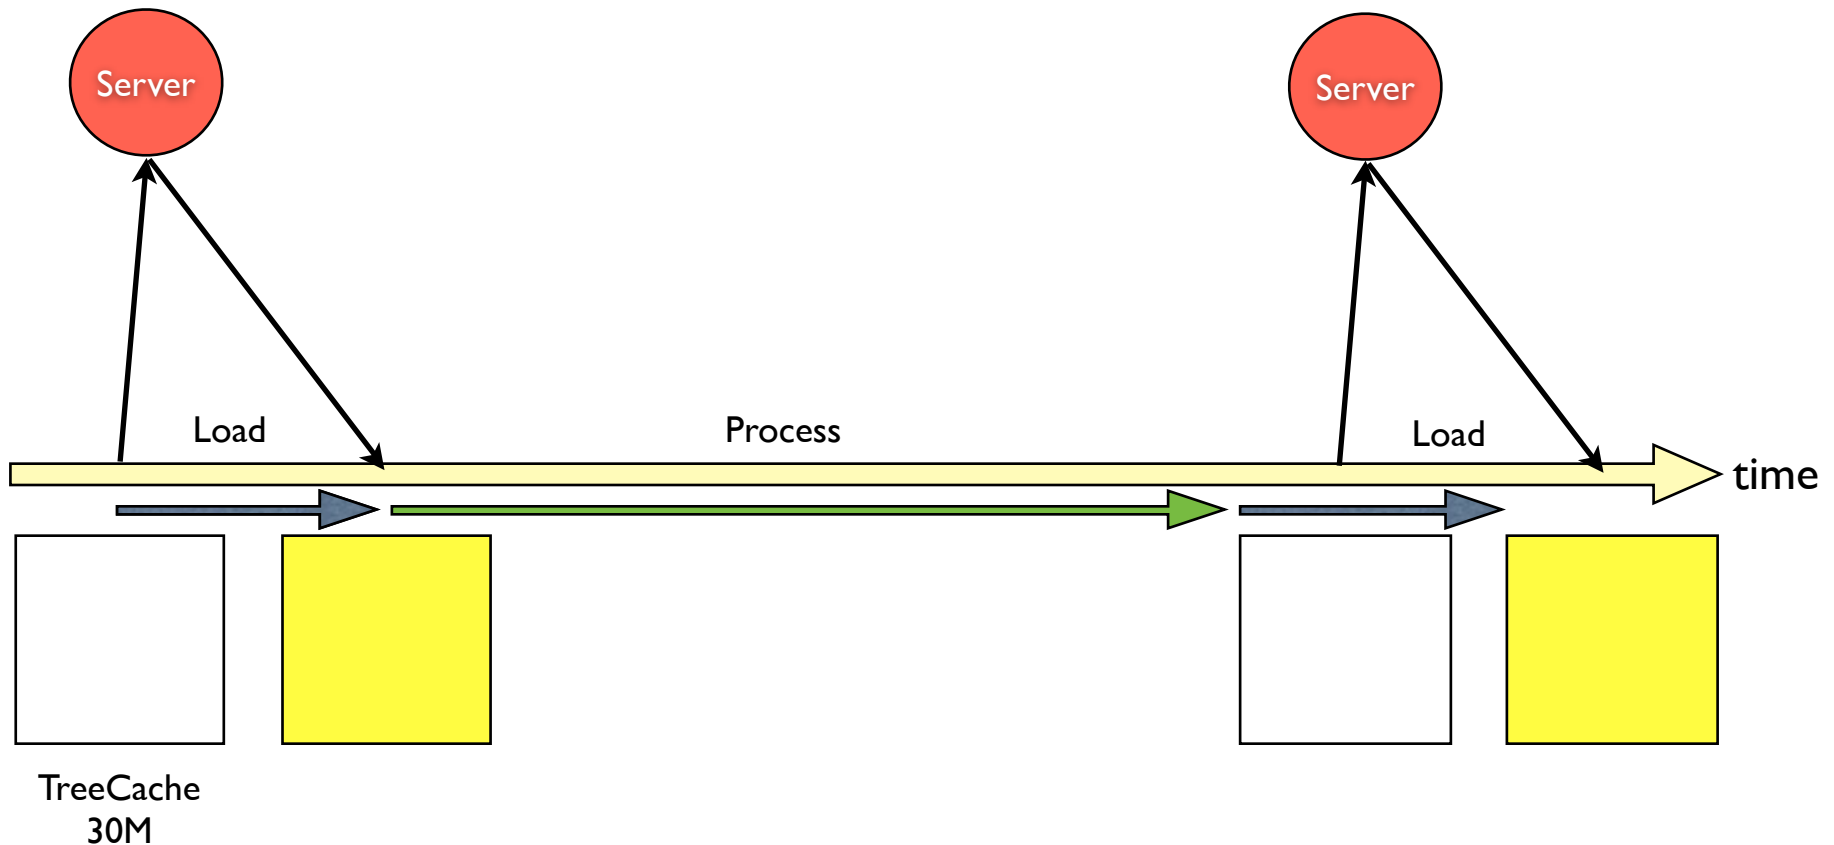 Server
Server
Load
Process
Load
time
TreeCache
30M